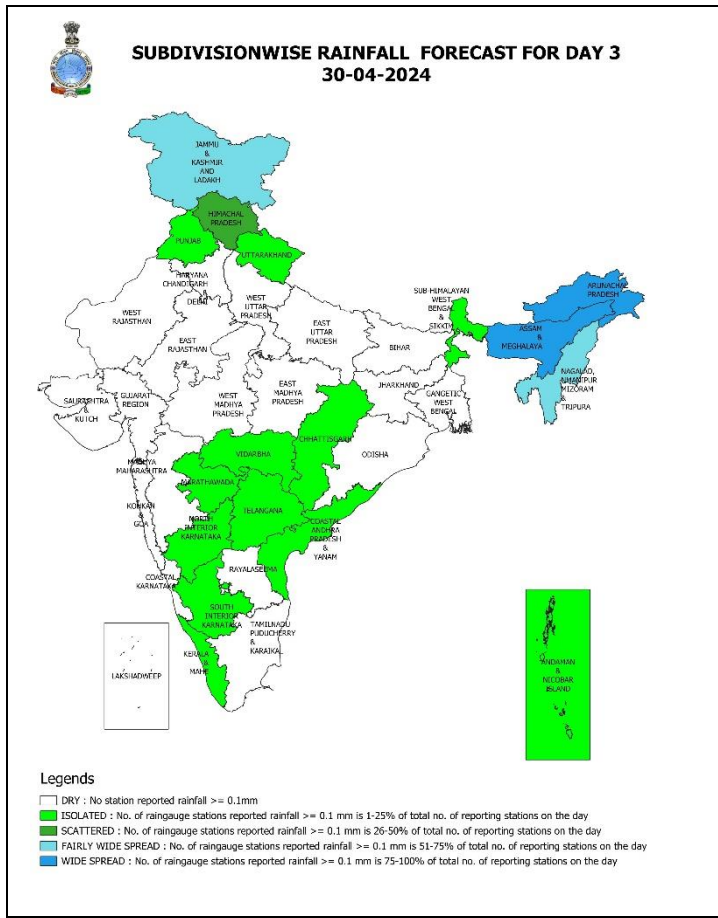 SUBDIVISIONWISE RAINFALL FORECAST FOR DAY 3
30-04-2024
JAMMU
&
KASHMIR
AND
LADAKH
HIMACHAL
PRADESH
PUNJAB
UTTARAKHAND
HARYANA
CHANDIGARH
&
DELHI
WEST
RAJASTHAN
WEST
UTTAR
PRADESH
EAST
UTTAR
PRADESH
EAST
RAJASTHAN
SUB-HIMALAYAN
WEST
BENGAL
&
SIKKIM
ARUNACHAL
PRADESH
ASSAM
&
MEGHALAYA
NAGALAD,
MANIPUR
MIZORAM
&
TRIPURA
BIHAR
JHARKHAND
GANGETIC
WEST
BENGAL
SAURASHTRA
&
KUTCH
GUJARAT
REGION
WEST
MADHYA
PRADESH
EAST
MADHYA
PRADESH
CHHATTISGARH
ODISHA
VIDARBHA
MADHYA
MAHARASHTRA
MARATHAWADA
TELANGANA
KONKAN
&
GOA
NORTH
INTERIOR
KARNATAKA
COASTAL
ANDHRA
PRADESH
&
YANAM
RAYALASEEMA
COASTAL
KARNATAKA
SOUTH
INTERIOR
KARNATAKA
TAMILNADU
PUDUCHERRY
&
KARAIKAL
KERALA
&
MAHE
LAKSHADWEEP
ANDAMAN
&
NICOBAR
ISLAND
Legends
DRY : No station reported rainfall >= 0.1mm
ISOLATED : No. of raingauge stations reported rainfall >= 0.1 mm is 1-25% of total no. of reporting stations on the day
SCATTERED : No. of raingauge stations reported rainfall >= 0.1 mm is 26-50% of total no. of reporting stations on the day
FAIRLY WIDE SPREAD : No. of raingauge stations reported rainfall >= 0.1 mm is 51-75% of total no. of reporting stations on the day
WIDE SPREAD : No. of raingauge stations reported rainfall >= 0.1 mm is 75-100% of total no. of reporting stations on the day